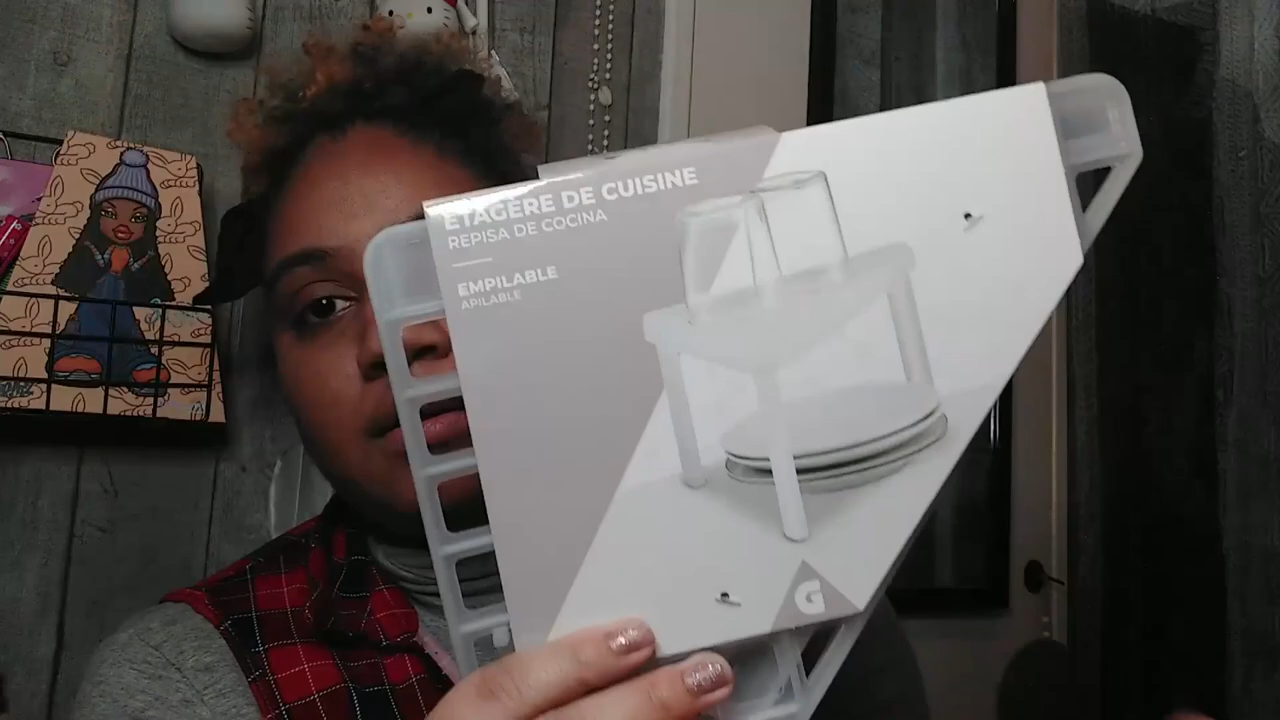 ÉTAGÈRE DE CUISINE
REPISA DE COCINA
EMPILABLE
APILABLE
G